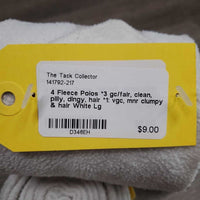 The Tack Collector
141792-217
4 Fleece Polos *3 gc/fair, clean,
pilly, dingy, hair *1: vgc, mnr clumpy
& hair White Lg
D346EH
$9.00